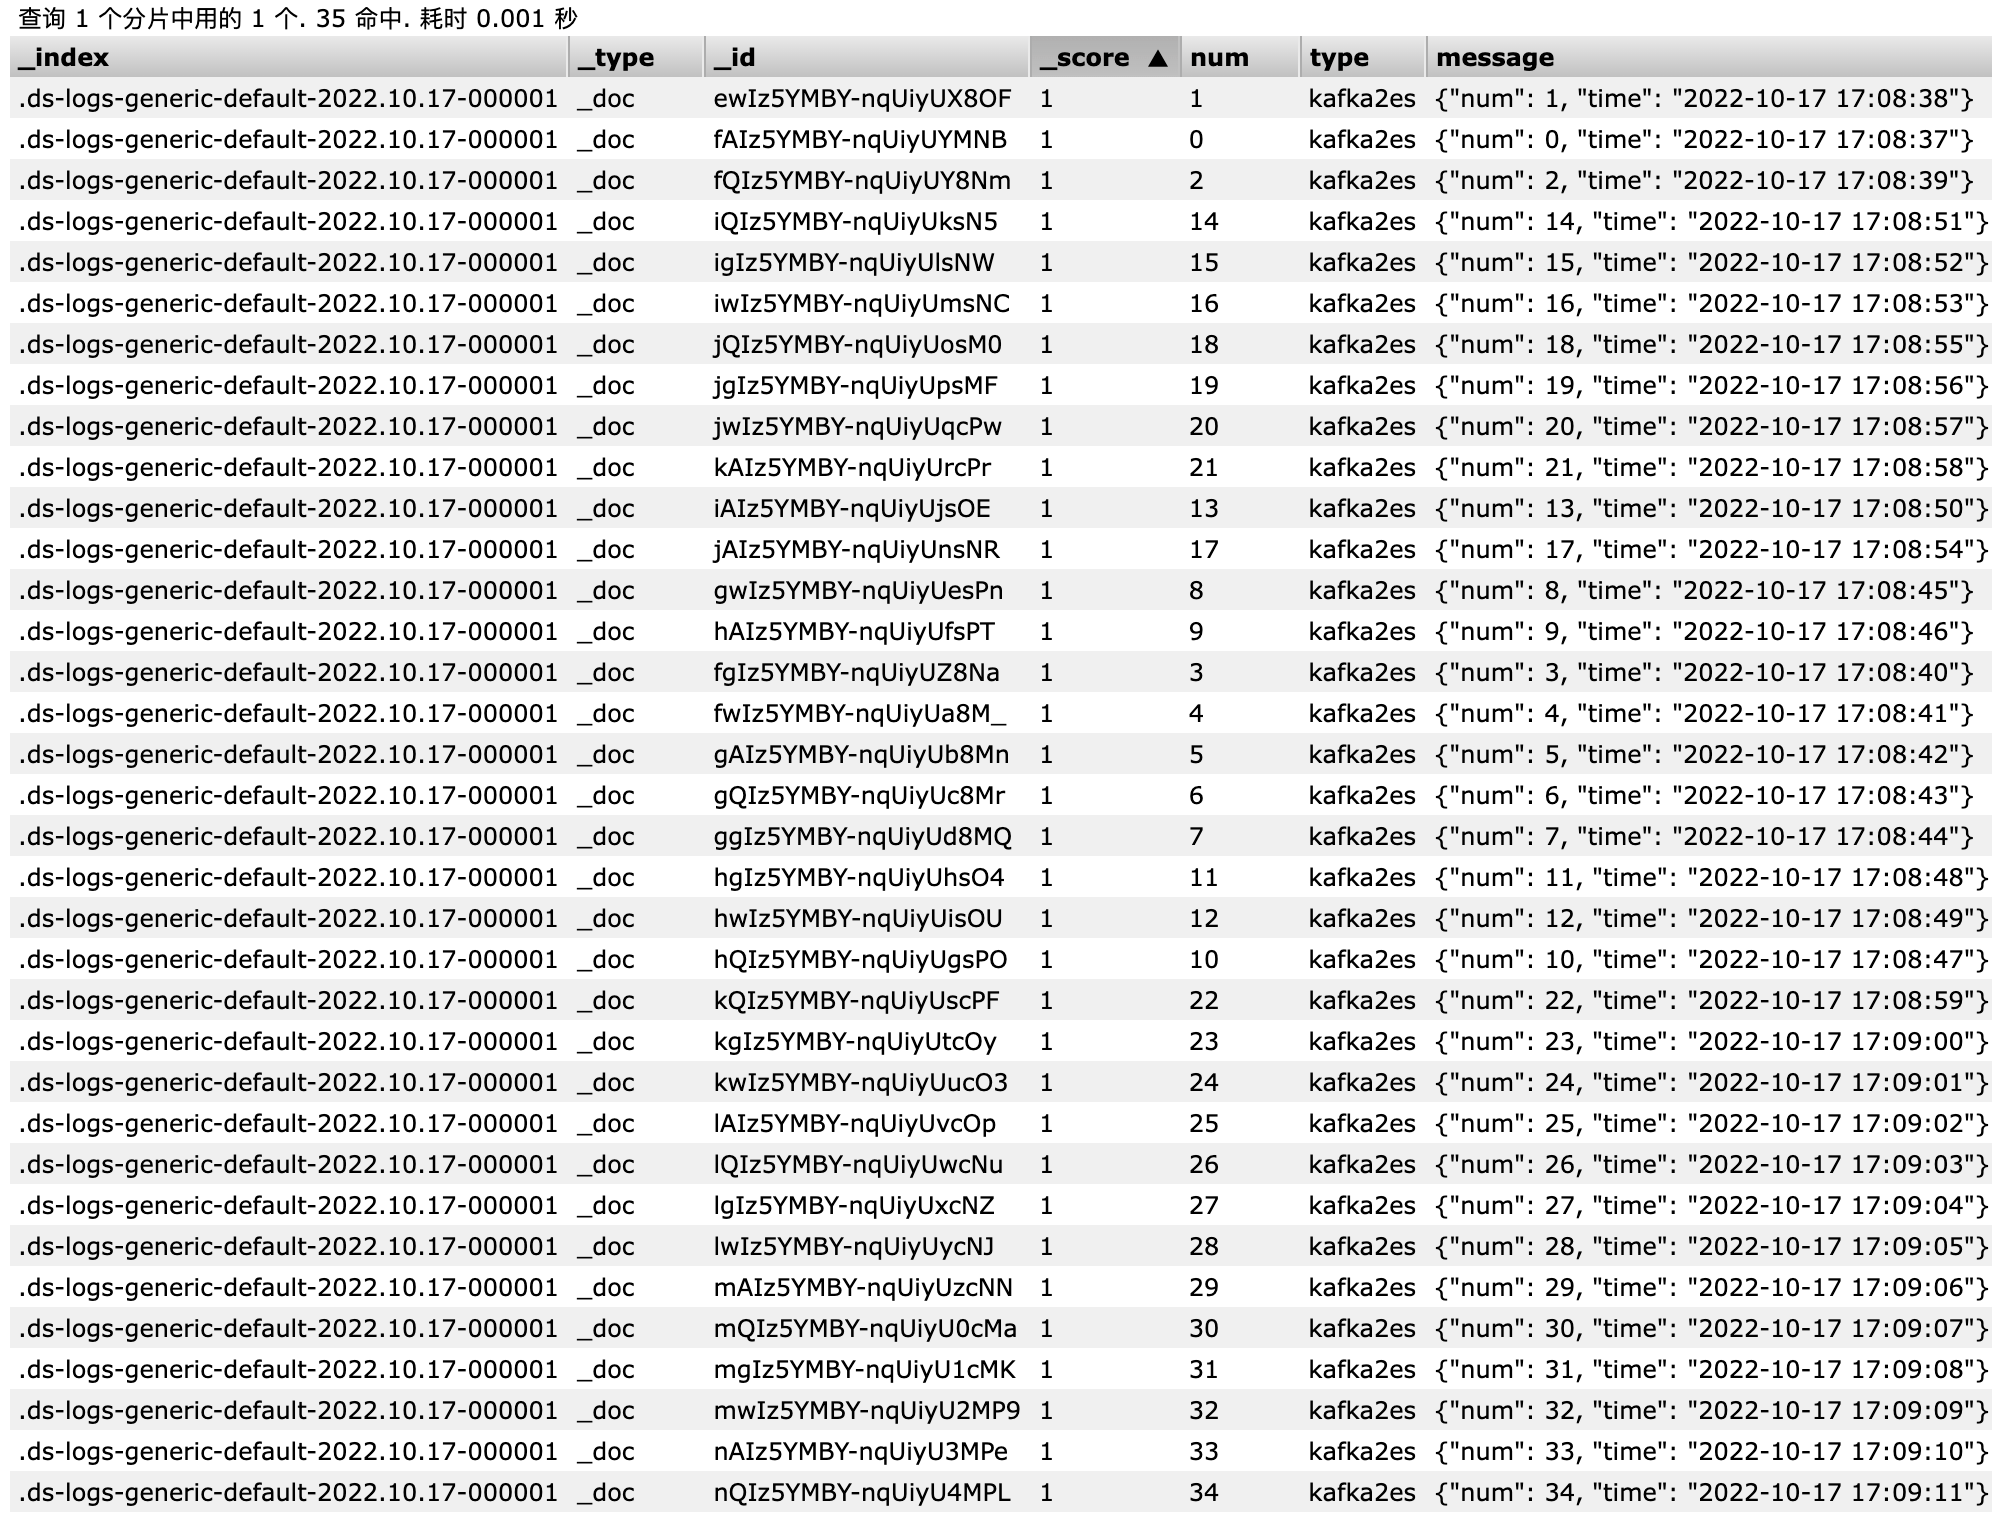 查询 1 个分片中用的 1 个. 35 命中. 耗时 0.001 秒
_index _type _id _score ▲ num type message
.ds-logs-generic-default-2022.10.17-000001 _doc ewIz5YMBY-nqUiyUX8OF 1 1 kafka2es {"num": 1, "time": "2022-10-17 17:08:38"}
.ds-logs-generic-default-2022.10.17-000001 _doc fAIz5YMBY-nqUiyUYMNB 1 0 kafka2es {"num": 0, "time": "2022-10-17 17:08:37"}
.ds-logs-generic-default-2022.10.17-000001 _doc fQIz5YMBY-nqUiyUY8Nm 1 2 kafka2es {"num": 2, "time": "2022-10-17 17:08:39"}
.ds-logs-generic-default-2022.10.17-000001 _doc iQIz5YMBY-nqUiyUksN5 1 14 kafka2es {"num": 14, "time": "2022-10-17 17:08:51"}
.ds-logs-generic-default-2022.10.17-000001 _doc igIz5YMBY-nqUiyUlsNW 1 15 kafka2es {"num": 15, "time": "2022-10-17 17:08:52"}
.ds-logs-generic-default-2022.10.17-000001 _doc iwIz5YMBY-nqUiyUmsNC 1 16 kafka2es {"num": 16, "time": "2022-10-17 17:08:53"}
.ds-logs-generic-default-2022.10.17-000001 _doc jQIz5YMBY-nqUiyUosM0 1 18 kafka2es {"num": 18, "time": "2022-10-17 17:08:55"}
.ds-logs-generic-default-2022.10.17-000001 _doc jgIz5YMBY-nqUiyUpsMF 1 19 kafka2es {"num": 19, "time": "2022-10-17 17:08:56"}
.ds-logs-generic-default-2022.10.17-000001 _doc jwIz5YMBY-nqUiyUqcPw 1 20 kafka2es {"num": 20, "time": "2022-10-17 17:08:57"}
.ds-logs-generic-default-2022.10.17-000001 _doc kAIz5YMBY-nqUiyUrcPr 1 21 kafka2es {"num": 21, "time": "2022-10-17 17:08:58"}
.ds-logs-generic-default-2022.10.17-000001 _doc iAIz5YMBY-nqUiyUjsOE 1 13 kafka2es {"num": 13, "time": "2022-10-17 17:08:50"}
.ds-logs-generic-default-2022.10.17-000001 _doc jAIz5YMBY-nqUiyUnsNR 1 17 kafka2es {"num": 17, "time": "2022-10-17 17:08:54"}
.ds-logs-generic-default-2022.10.17-000001 _doc gwIz5YMBY-nqUiyUesPn 1 8 kafka2es {"num": 8, "time": "2022-10-17 17:08:45"}
.ds-logs-generic-default-2022.10.17-000001 _doc hAIz5YMBY-nqUiyUfsPT 1 9 kafka2es {"num": 9, "time": "2022-10-17 17:08:46"}
.ds-logs-generic-default-2022.10.17-000001 _doc fgIz5YMBY-nqUiyUZ8Na 1 3 kafka2es {"num": 3, "time": "2022-10-17 17:08:40"}
.ds-logs-generic-default-2022.10.17-000001 _doc fwIz5YMBY-nqUiyUa8M_ 1 4 kafka2es {"num": 4, "time": "2022-10-17 17:08:41"}
.ds-logs-generic-default-2022.10.17-000001 _doc gAIz5YMBY-nqUiyUb8Mn 1 5 kafka2es {"num": 5, "time": "2022-10-17 17:08:42"}
.ds-logs-generic-default-2022.10.17-000001 _doc gQIz5YMBY-nqUiyUc8Mr 1 6 kafka2es {"num": 6, "time": "2022-10-17 17:08:43"}
.ds-logs-generic-default-2022.10.17-000001 _doc ggIz5YMBY-nqUiyUd8MQ 1 7 kafka2es {"num": 7, "time": "2022-10-17 17:08:44"}
.ds-logs-generic-default-2022.10.17-000001 _doc hgIz5YMBY-nqUiyUhsO4 1 11 kafka2es {"num": 11, "time": "2022-10-17 17:08:48"}
.ds-logs-generic-default-2022.10.17-000001 _doc hwIz5YMBY-nqUiyUisOU 1 12 kafka2es {"num": 12, "time": "2022-10-17 17:08:49"}
.ds-logs-generic-default-2022.10.17-000001 _doc hQIz5YMBY-nqUiyUgsPO 1 10 kafka2es {"num": 10, "time": "2022-10-17 17:08:47"}
.ds-logs-generic-default-2022.10.17-000001 _doc kQIz5YMBY-nqUiyUscPF 1 22 kafka2es {"num": 22, "time": "2022-10-17 17:08:59"}
.ds-logs-generic-default-2022.10.17-000001 _doc kgIz5YMBY-nqUiyUtcOy 1 23 kafka2es {"num": 23, "time": "2022-10-17 17:09:00"}
.ds-logs-generic-default-2022.10.17-000001 _doc kwIz5YMBY-nqUiyUucO3 1 24 kafka2es {"num": 24, "time": "2022-10-17 17:09:01"}
.ds-logs-generic-default-2022.10.17-000001 _doc lAIz5YMBY-nqUiyUvcOp 1 25 kafka2es {"num": 25, "time": "2022-10-17 17:09:02"}
.ds-logs-generic-default-2022.10.17-000001 _doc lQIz5YMBY-nqUiyUwcNu 1 26 kafka2es {"num": 26, "time": "2022-10-17 17:09:03"}
.ds-logs-generic-default-2022.10.17-000001 _doc lgIz5YMBY-nqUiyUxcNZ 1 27 kafka2es {"num": 27, "time": "2022-10-17 17:09:04"}
.ds-logs-generic-default-2022.10.17-000001 _doc lwIz5YMBY-nqUiyUycNJ 1 28 kafka2es {"num": 28, "time": "2022-10-17 17:09:05"}
.ds-logs-generic-default-2022.10.17-000001 _doc mAIz5YMBY-nqUiyUzcNN 1 29 kafka2es {"num": 29, "time": "2022-10-17 17:09:06"}
.ds-logs-generic-default-2022.10.17-000001 _doc mQIz5YMBY-nqUiyU0cMa 1 30 kafka2es {"num": 30, "time": "2022-10-17 17:09:07"}
.ds-logs-generic-default-2022.10.17-000001 _doc mgIz5YMBY-nqUiyU1cMK 1 31 kafka2es {"num": 31, "time": "2022-10-17 17:09:08"}
.ds-logs-generic-default-2022.10.17-000001 _doc mwIz5YMBY-nqUiyU2MP9 1 32 kafka2es {"num": 32, "time": "2022-10-17 17:09:09"}
.ds-logs-generic-default-2022.10.17-000001 _doc nAIz5YMBY-nqUiyU3MPe 1 33 kafka2es {"num": 33, "time": "2022-10-17 17:09:10"}
.ds-logs-generic-default-2022.10.17-000001 _doc nQIz5YMBY-nqUiyU4MPL 1 34 kafka2es {"num": 34, "time": "2022-10-17 17:09:11"}